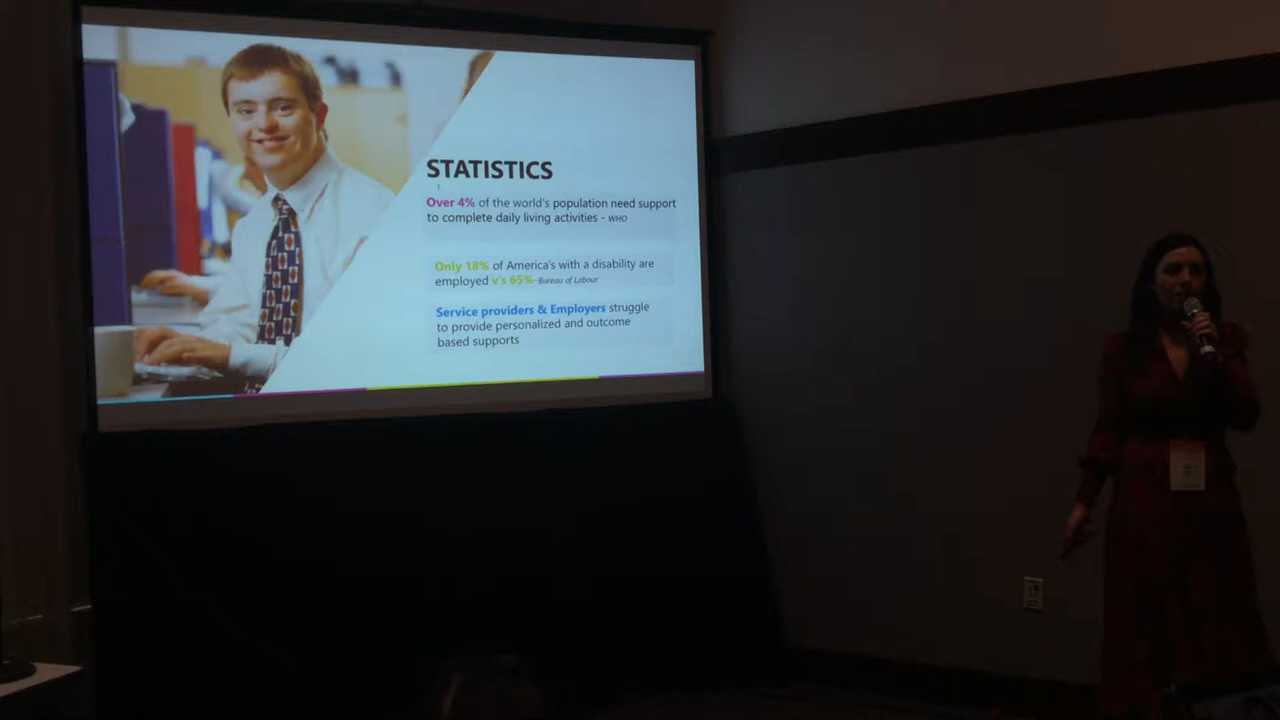 STATISTICS
Over 4% of the world's population need support
to complete daily living activities - WHO
Only 18% of America's with a disability are
employed v's 65%-Bureau of Labour
Service providers & Employers struggle
to provide personalized and outcome
based supports